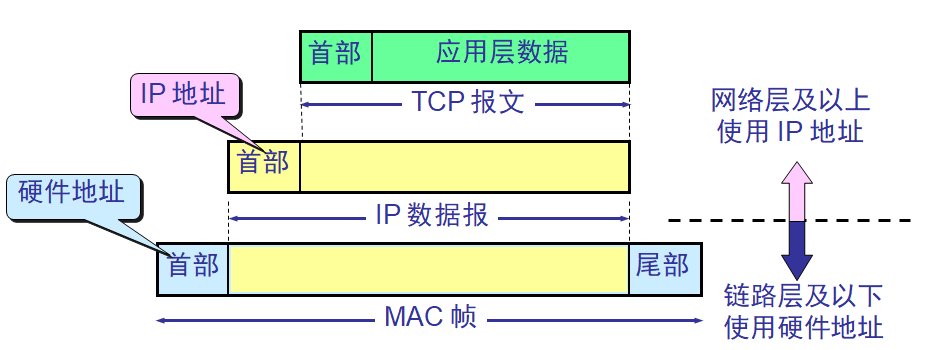 首部
应用层数据
IP 地址
TCP 报文
网络层及以上
使用 IP 地址
首部
硬件地址
IP 数据报
首部
尾部
链路层及以下
使用硬件地址
MAC 帧